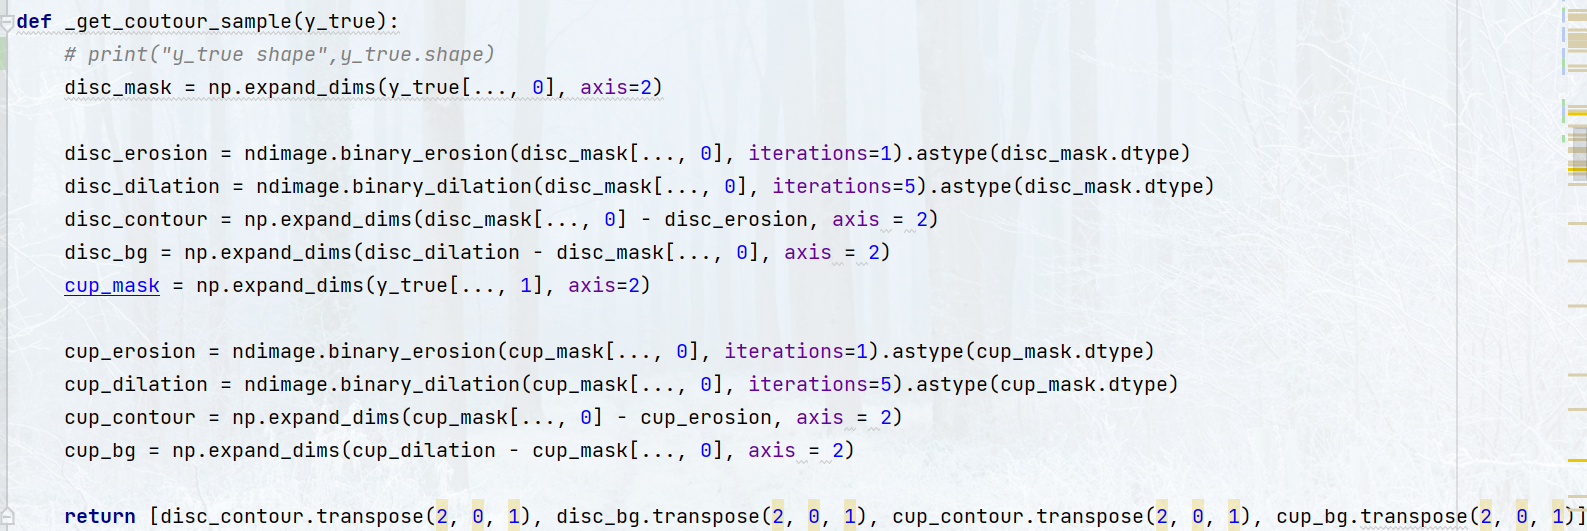 def _get_coutour_sample(y_true):
    # print("y_true shape",y_true.shape)
    disc_mask = np.expand_dims(y_true[..., 0], axis=2)
    disc_erosion = ndimage.binary_erosion(disc_mask[..., 0], iterations=1).astype(disc_mask.dtype)
    disc_dilation = ndimage.binary_dilation(disc_mask[..., 0], iterations=5).astype(disc_mask.dtype)
    disc_contour = np.expand_dims(disc_mask[..., 0] - disc_erosion, axis = 2)
    disc_bg = np.expand_dims(disc_dilation - disc_mask[..., 0], axis = 2)
    cup_mask = np.expand_dims(y_true[..., 1], axis=2)
    cup_erosion = ndimage.binary_erosion(cup_mask[..., 0], iterations=1).astype(cup_mask.dtype)
    cup_dilation = ndimage.binary_dilation(cup_mask[..., 0], iterations=5).astype(cup_mask.dtype)
    cup_contour = np.expand_dims(cup_mask[..., 0] - cup_erosion, axis = 2)
    cup_bg = np.expand_dims(cup_dilation - cup_mask[..., 0], axis = 2)
    return [disc_contour.transpose(2, 0, 1), disc_bg.transpose(2, 0, 1), cup_contour.transpose(2, 0, 1), cup_bg.transpose(2, 0, 1)]